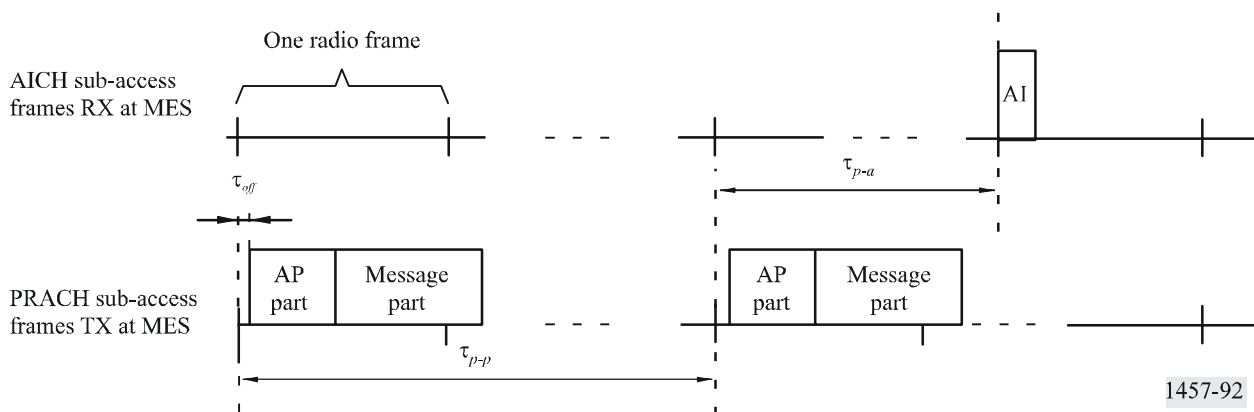 One radio frame
AICH sub-access
frames RX at MES
AI
τp-a
τoff
AP
part
Message
part
AP
part
Message
part
PRACH sub-access
frames TX at MES
τp-p
1457-92